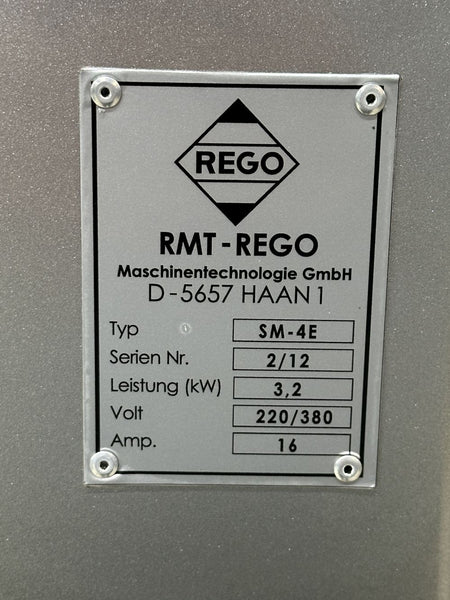 REGO
RMT-REGO
Maschinentechnologie GmbH
D-5657 HAAN 1
Typ SM-4E
Serien Nr. 2/12
Leistung (kW) 3,2
Volt 220/380
Amp. 16